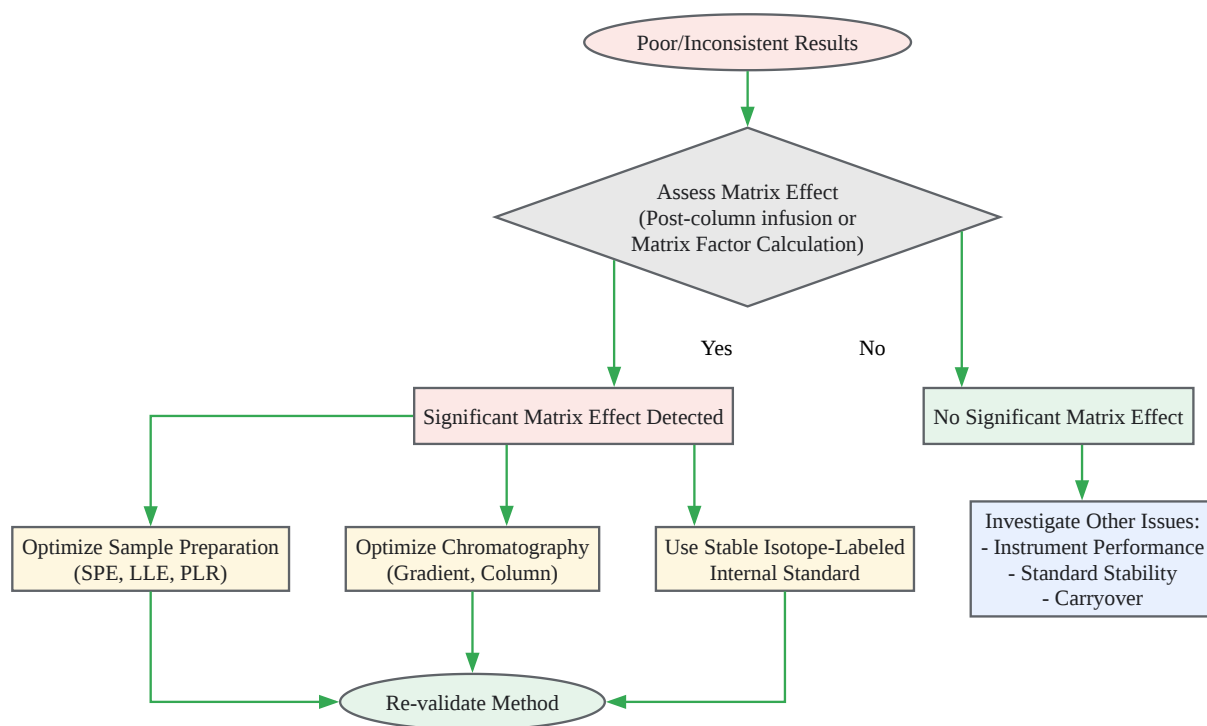 Poor/Inconsistent Results
Assess Matrix Effect
(Post-column infusion or
Matrix Factor Calculation)
Yes
No
Significant Matrix Effect Detected
No Significant Matrix Effect
Optimize Sample Preparation
(SPE, LLE, PLR)
Optimize Chromatography
(Gradient, Column)
Use Stable Isotope-Labeled
Internal Standard
Investigate Other Issues:
- Instrument Performance
- Standard Stability
- Carryover
Re-validate Method